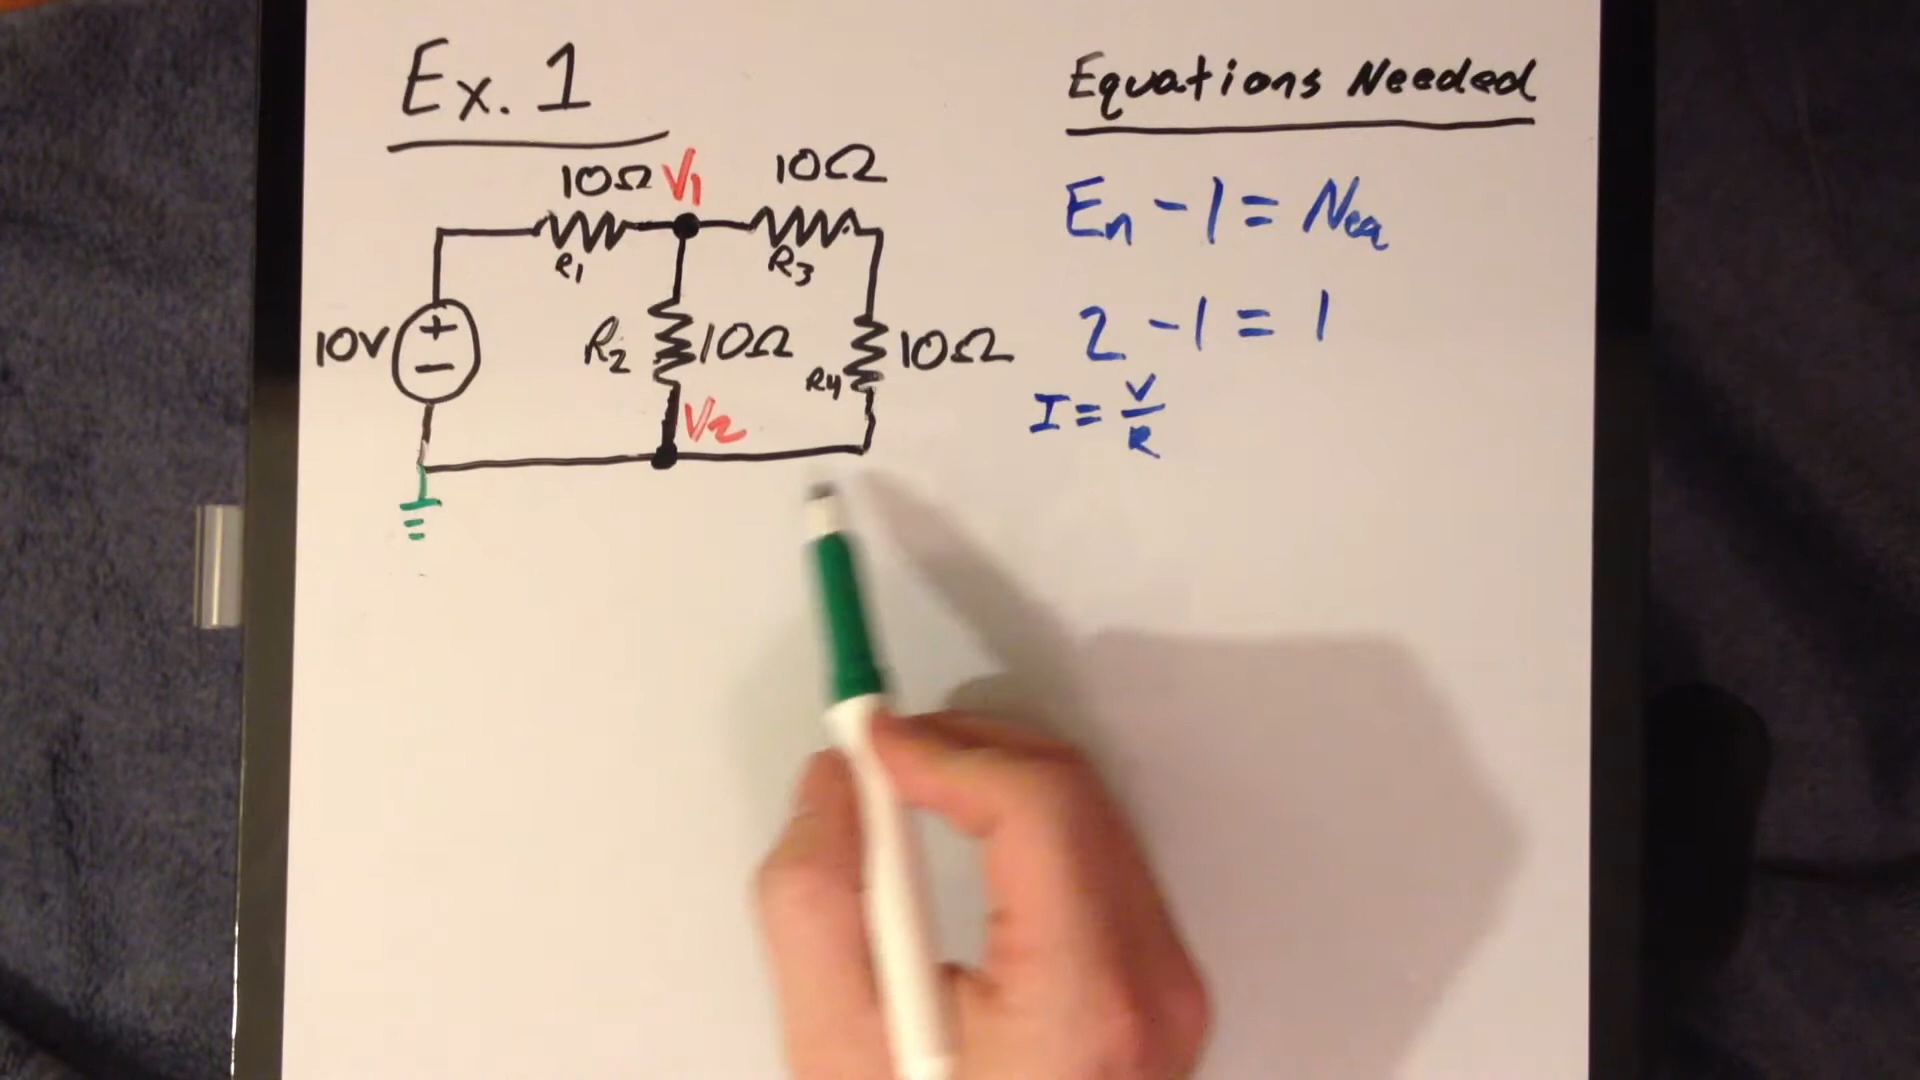 Ex. 1
Equations Needed
10Ω V1 10Ω
R1 R3
10V + − R2 10Ω R4 10Ω
V2
En - 1 = Neq
2 - 1 = 1
I = V/R